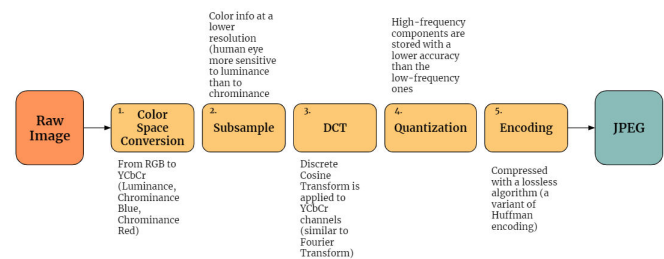 Color info at a
lower
resolution
(human eye
more sensitive
to luminance
than to
chrominance
High-frequency
components are
stored with a
lower accuracy
than the
low-frequency
ones
Raw
Image
1.
Color
Space
Conversion
2.
Subsample
3.
DCT
4.
Quantization
5.
Encoding
JPEG
From RGB to
YCbCr
(Luminance,
Chrominance
Blue,
Chrominance
Red)
Discrete
Cosine
Transform is
applied to
YCbCr
channels
(similar to
Fourier
Transform)
Compressed
with a lossless
algorithm (a
variant of
Huffman
encoding)